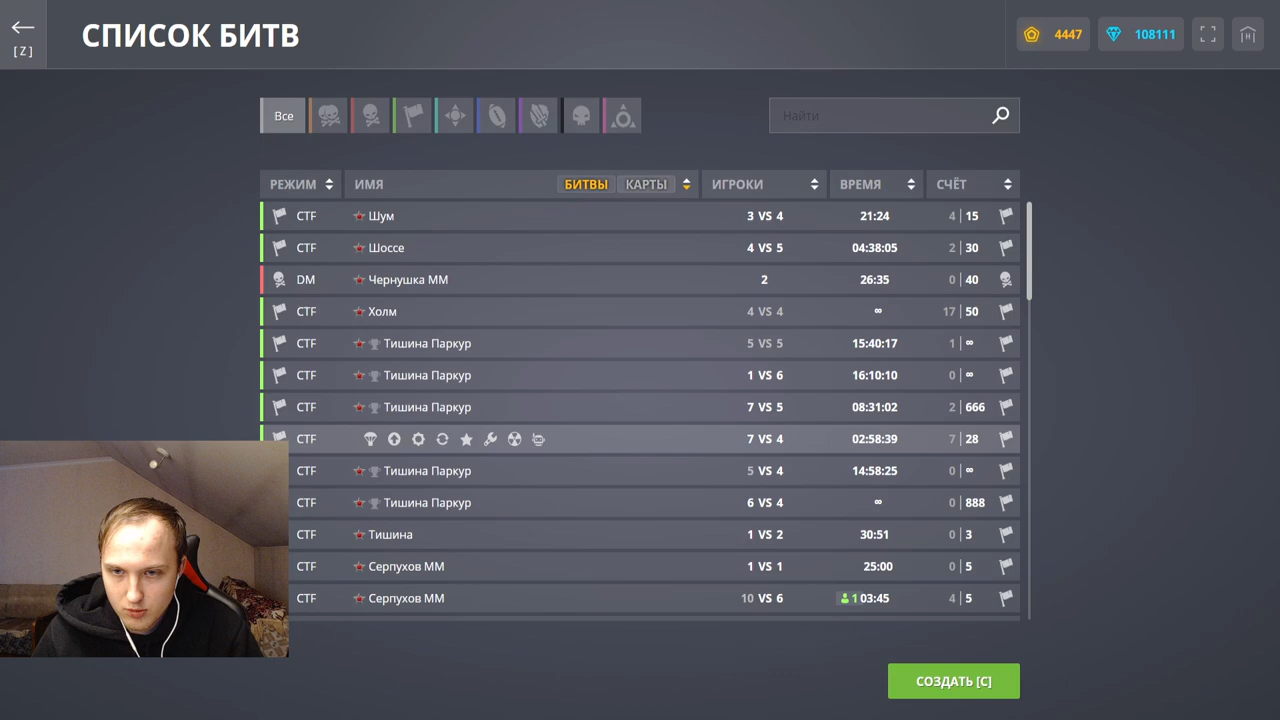 СПИСОК БИТВ
[Z]
4447
108111
Все
Найти
РЕЖИМ ИМЯ БИТВЫ КАРТЫ ИГРОКИ ВРЕМЯ СЧЁТ
CTF Шум 3 VS 4 21:24 4 | 15
CTF Шоссе 4 VS 5 04:38:05 2 | 30
DM Чернушка ММ 2 26:35 0 | 40
CTF Холм 4 VS 4 ∞ 17 | 50
CTF Тишина Паркур 5 VS 5 15:40:17 1 | ∞
CTF Тишина Паркур 1 VS 6 16:10:10 0 | ∞
CTF Тишина Паркур 7 VS 5 08:31:02 2 | 666
CTF 7 VS 4 02:58:39 7 | 28
CTF Тишина Паркур 5 VS 4 14:58:25 0 | ∞
CTF Тишина Паркур 6 VS 4 ∞ 0 | 888
CTF Тишина 1 VS 2 30:51 0 | 3
CTF Серпухов ММ 1 VS 1 25:00 0 | 5
CTF Серпухов ММ 10 VS 6 1 03:45 4 | 5
СОЗДАТЬ [C]